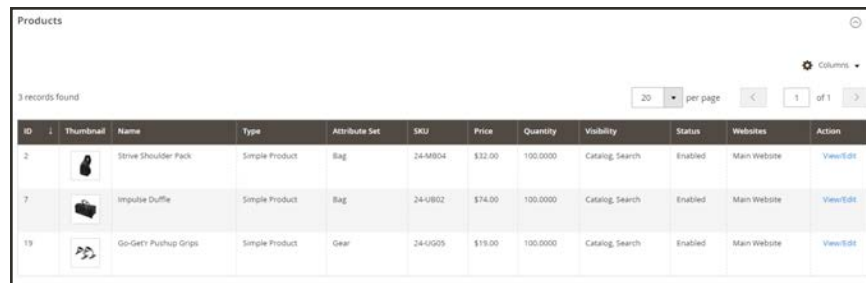 Products
Columns
3 records found
20 per page 1 of 1
ID ↓ Thumbnail Name Type Attribute Set SKU Price Quantity Visibility Status Websites Action
2 Strive Shoulder Pack Simple Product Bag 24-MB04 $32.00 100.0000 Catalog, Search Enabled Main Website View/Edit
7 Impulse Duffle Simple Product Bag 24-UB02 $74.00 100.0000 Catalog, Search Enabled Main Website View/Edit
19 Go-Get'r Pushup Grips Simple Product Gear 24-UG05 $19.00 100.0000 Catalog, Search Enabled Main Website View/Edit